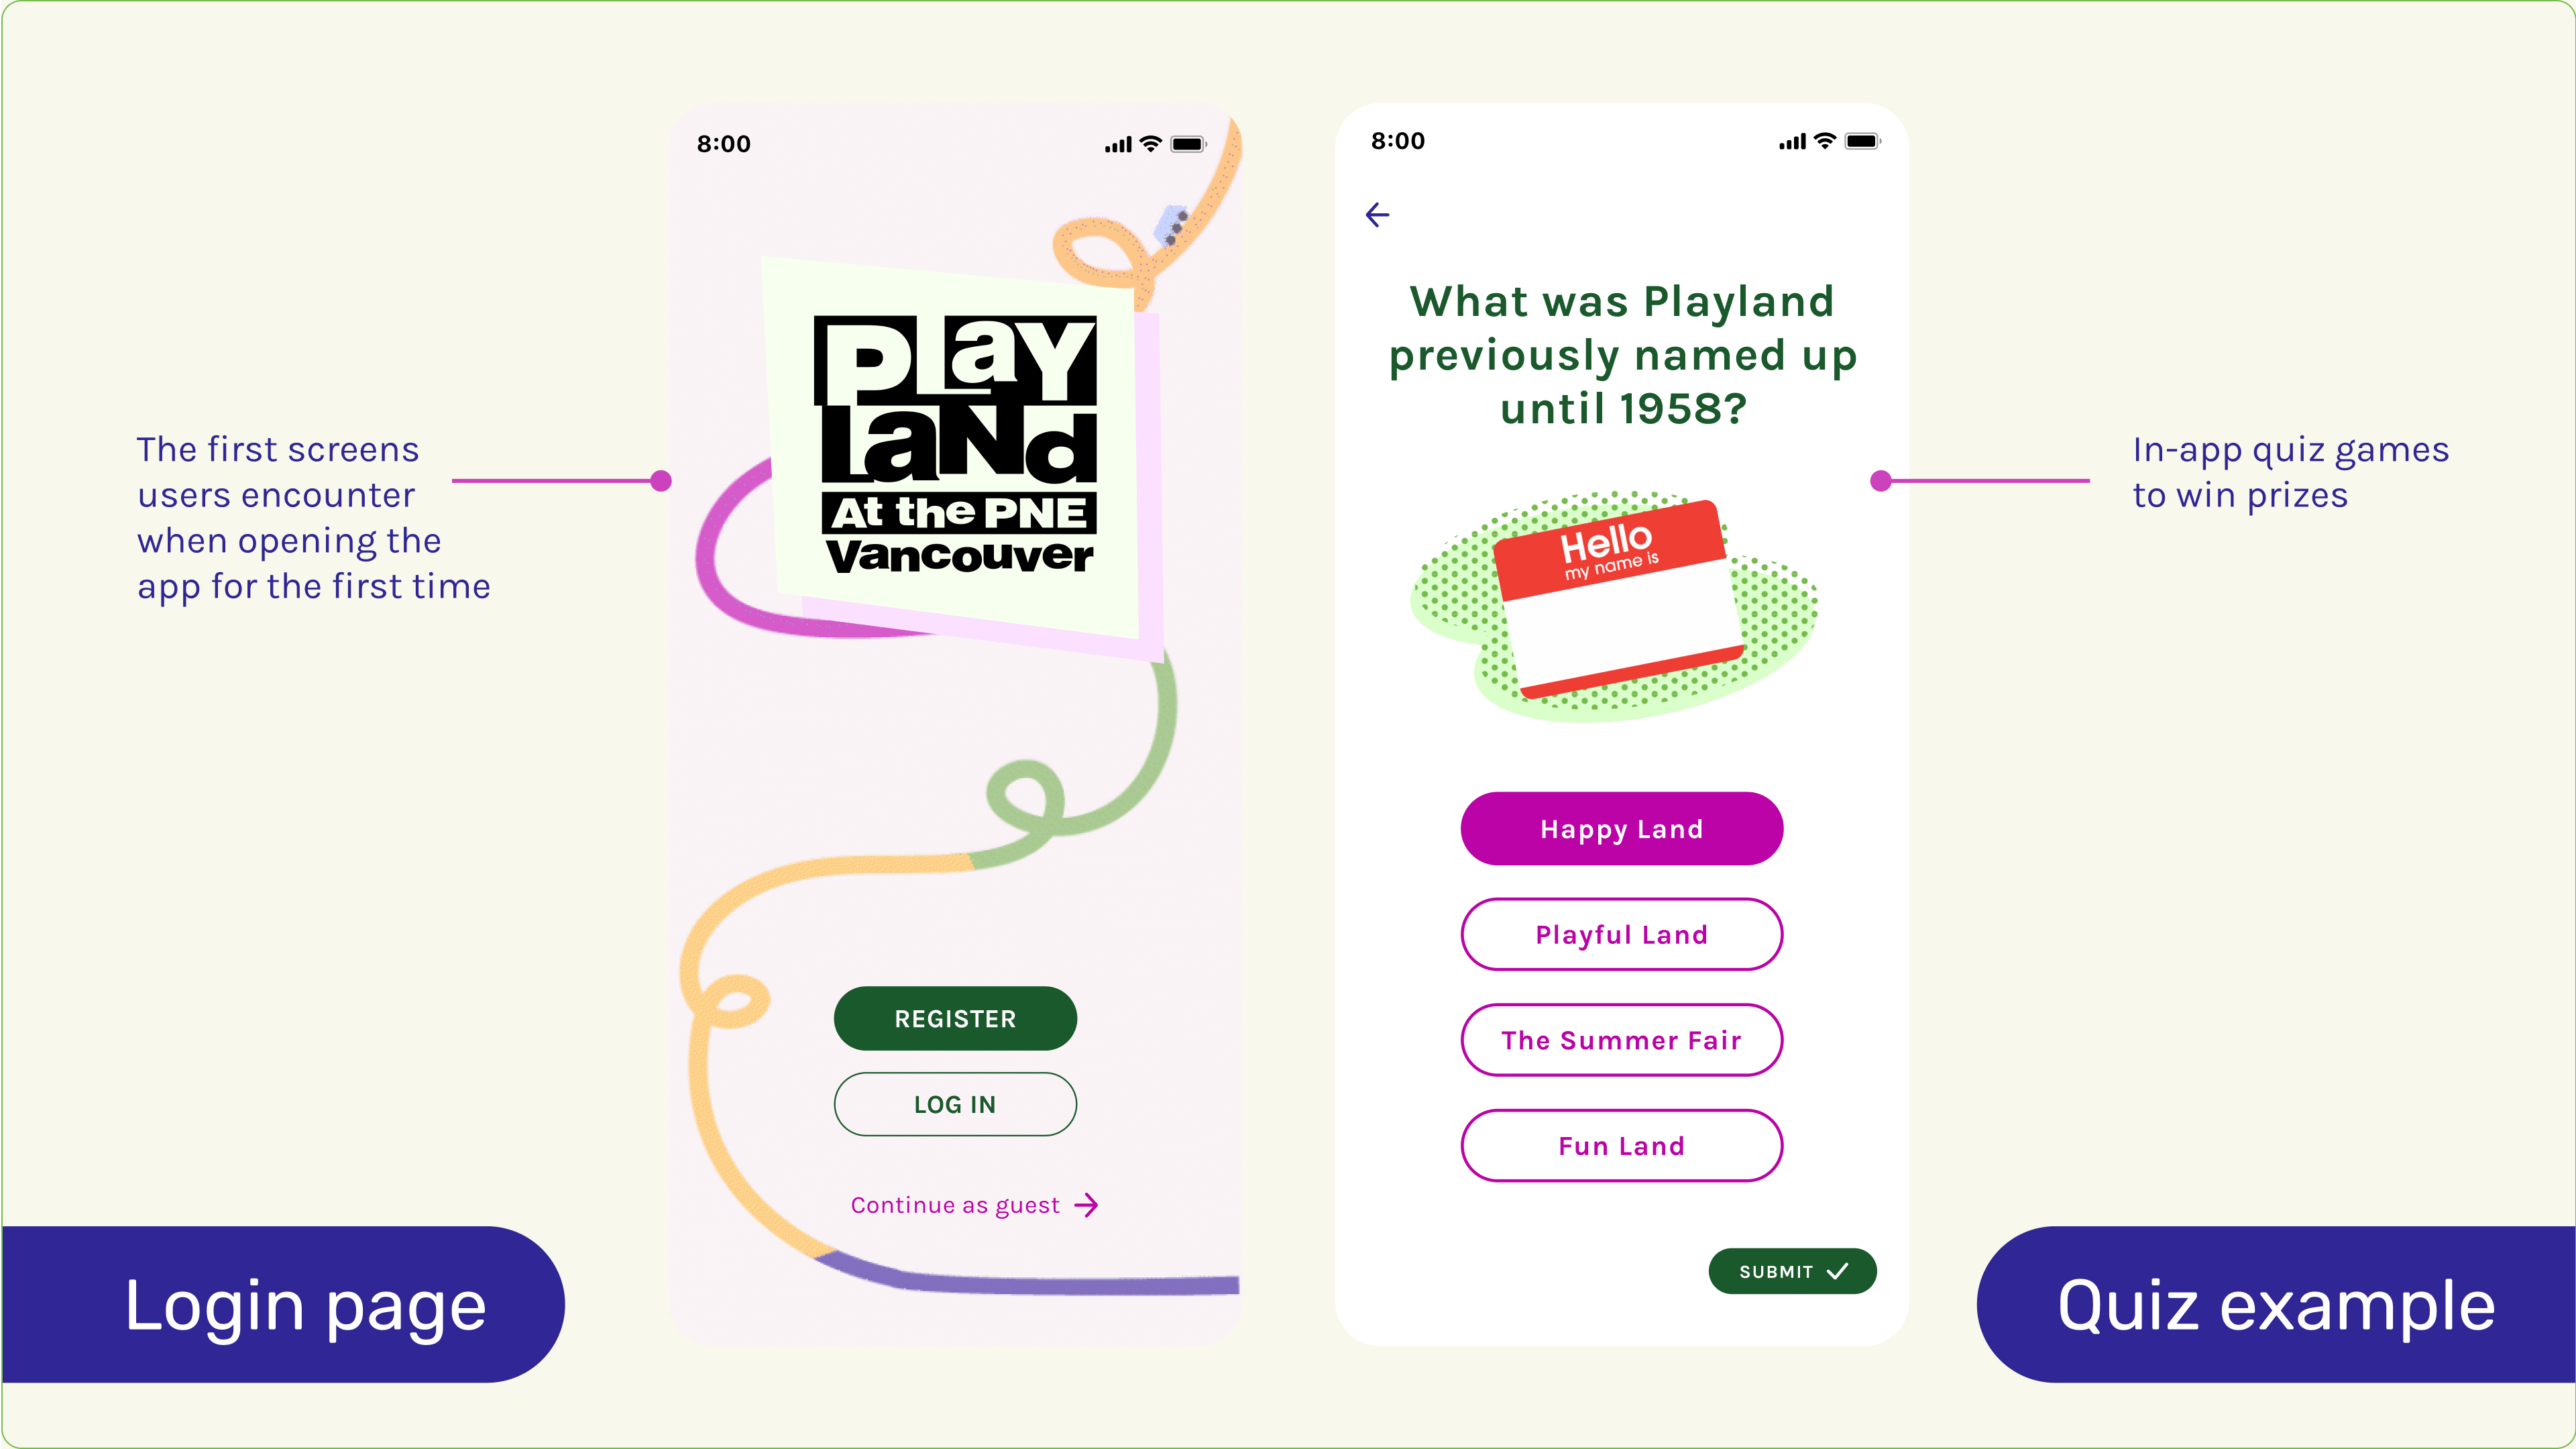 The first screens
users encounter
when opening the
app for the first time
Login page
8:00
PLaY
LaNd
At the PNE
Vancouver
REGISTER
LOG IN
Continue as guest
8:00
What was Playland
previously named up
until 1958?
Hello
my name is
Happy Land
Playful Land
The Summer Fair
Fun Land
SUBMIT
In-app quiz games
to win prizes
Quiz example